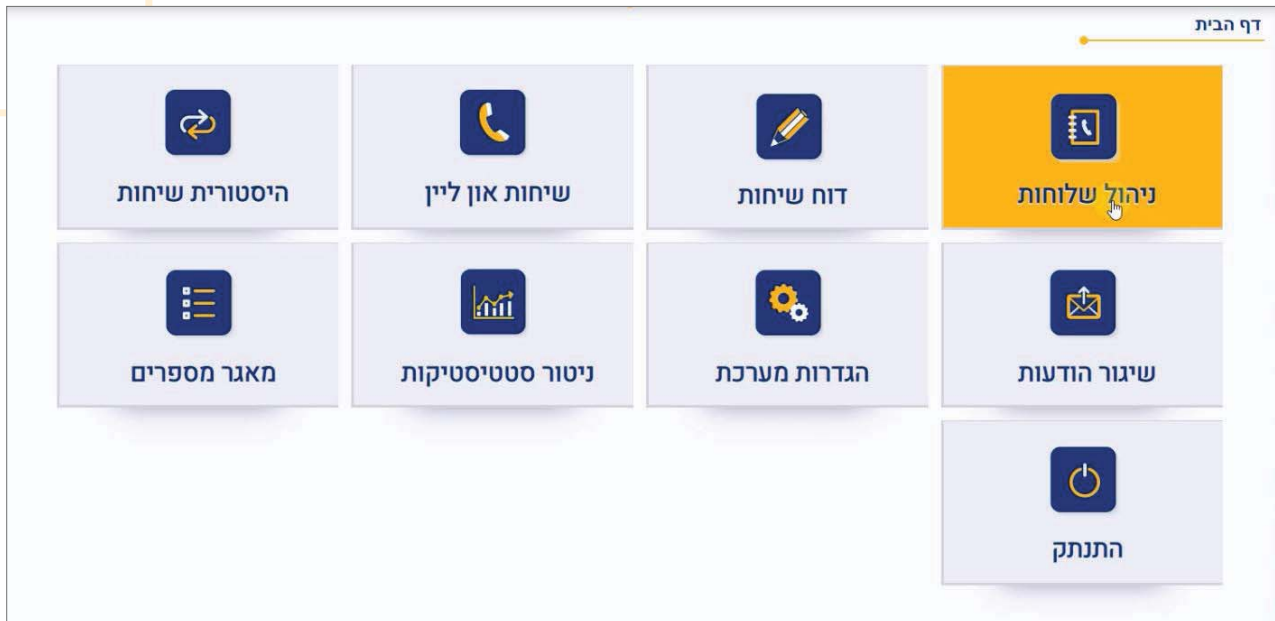 דף הבית
ניהול שלוחות
דוח שיחות
שיחות און ליין
היסטורית שיחות
שיגור הודעות
הגדרות מערכת
ניטור סטטיסטיקות
מאגר מספרים
התנתק